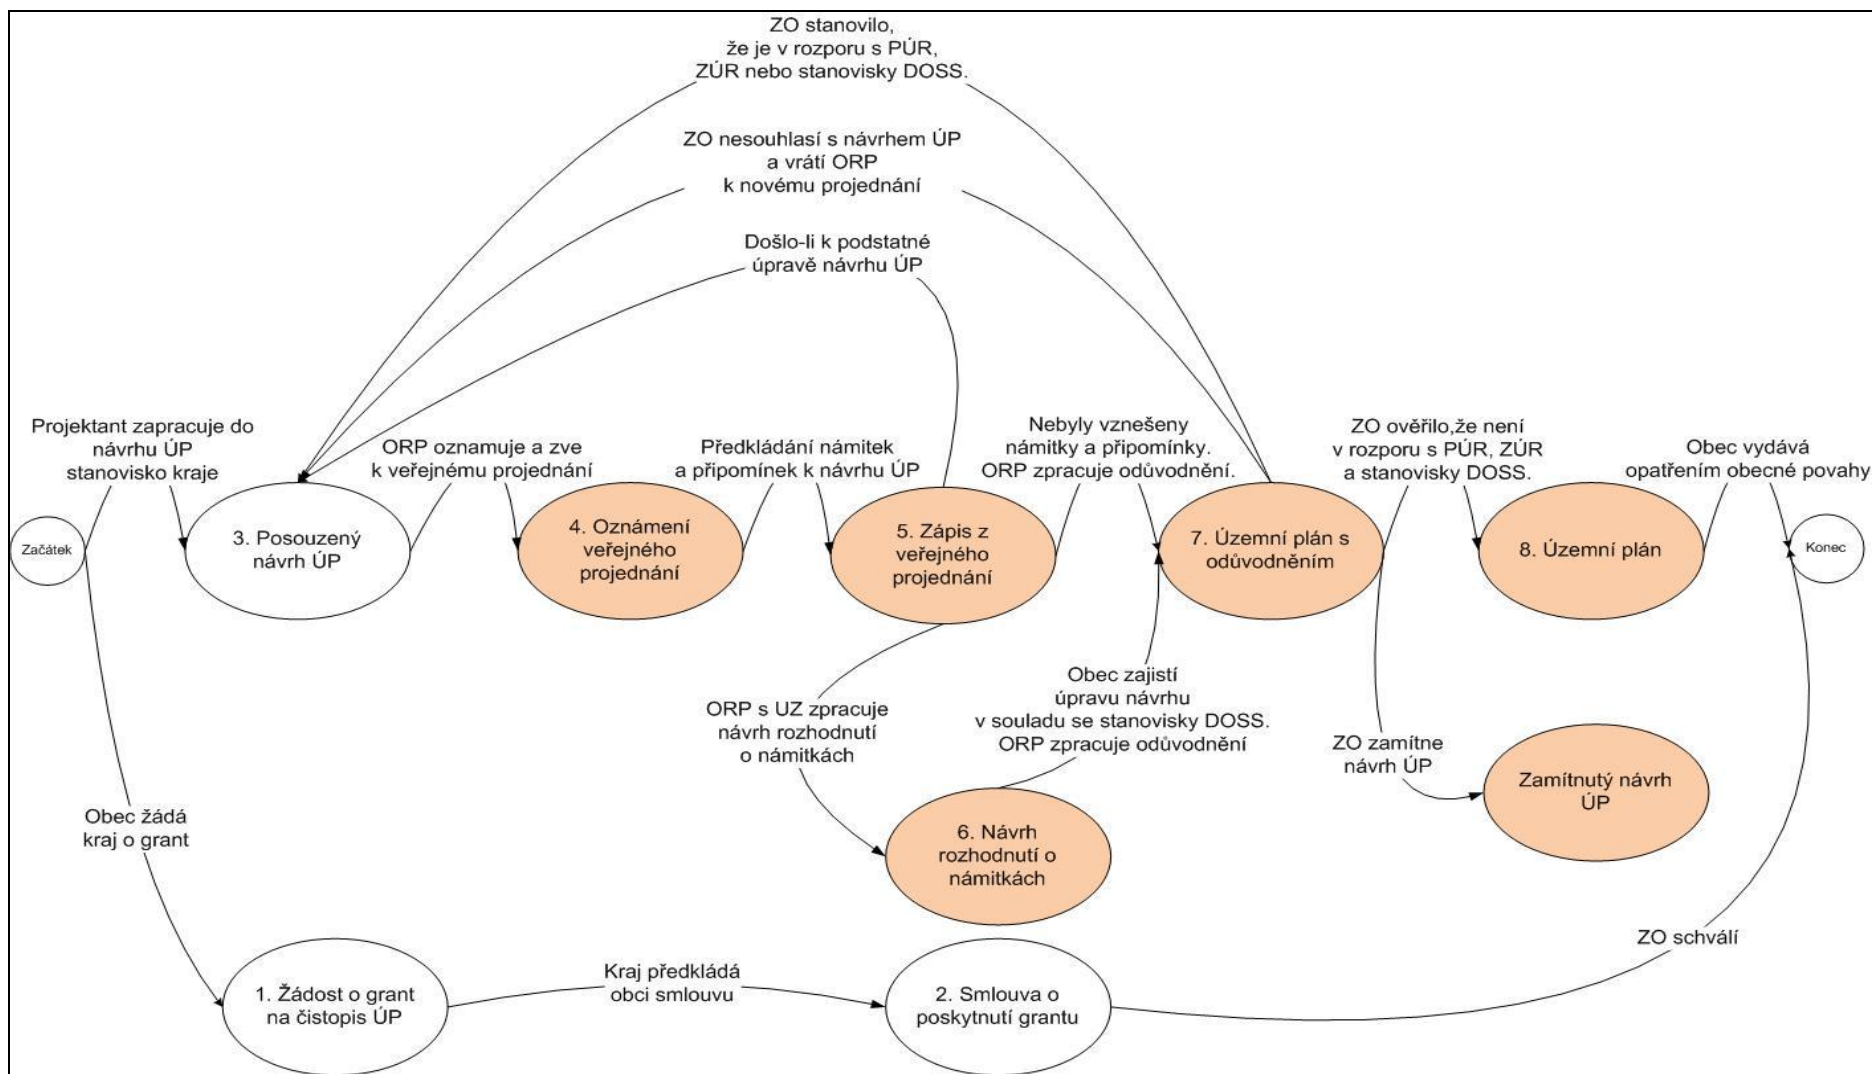 ZO stanovilo,
že je v rozporu s PÚR,
ZÚR nebo stanovisky DOSS.
ZO nesouhlasí s návrhem ÚP
a vrátí ORP
k novému projednání
Došlo-li k podstatné
úpravě návrhu ÚP
Projektant zapracuje do
návrhu ÚP
stanovisko kraje
ORP oznamuje a zve
k veřejnému projednání
Předkládání námitek
a připomínek k návrhu ÚP
Nebyly vznešeny
námitky a připomínky.
ORP zpracuje odůvodnění.
ZO ověřilo,že není
v rozporu s PÚR, ZÚR
a stanovisky DOSS.
Obec vydává
opatřením obecné povahy
Začátek
3. Posouzený
návrh ÚP
4. Oznámení
veřejného
projednání
5. Zápis z
veřejného
projednání
7. Územní plán s
odůvodněním
8. Územní plán
Konec
ORP s UZ zpracuje
návrh rozhodnutí
o námitkách
Obec zajistí
úpravu návrhu
v souladu se stanovisky DOSS.
ORP zpracuje odůvodnění
ZO zamítne
návrh ÚP
Zamítnutý návrh
ÚP
Obec žádá
kraj o grant
6. Návrh
rozhodnutí o
námitkách
ZO schválí
1. Žádost o grant
na čistopis ÚP
Kraj předkládá
obci smlouvu
2. Smlouva o
poskytnutí grantu